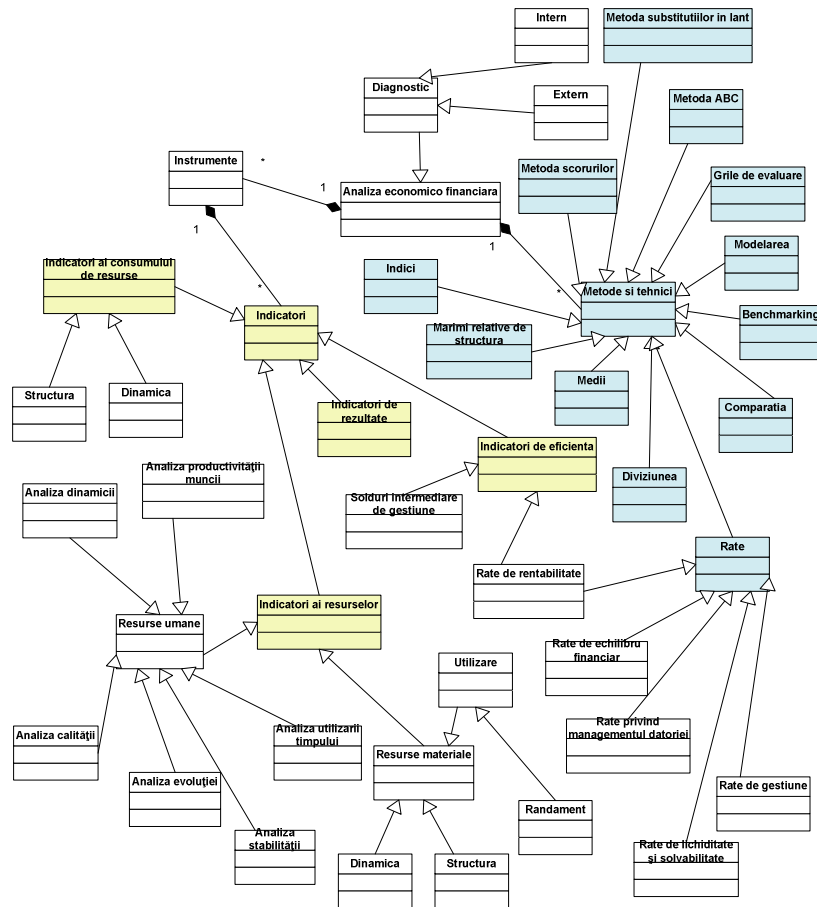 Intern
Metoda substitutiilor in lant
Diagnostic
Extern
Metoda ABC
Instrumente
*
1
Analiza economico financiara
Metoda scorurilor
Grile de evaluare
1
1
Modelarea
Indicatori ai consumului
de resurse
Indici
*
*
Metode si tehnici
Indicatori
Benchmarking
Marimi relative de
structura
Medii
Structura
Dinamica
Indicatori de
rezultate
Comparatia
Indicatori de eficienta
Analiza productivităţii
muncii
Analiza dinamicii
Diviziunea
Solduri intermediare
de gestiune
Rate
Rate de rentabilitate
Indicatori ai resurselor
Resurse umane
Rate de echilibru
financiar
Utilizare
Analiza calităţii
Analiza utilizarii
timpului
Rate privind
managementul datoriei
Resurse materiale
Analiza evoluţiei
Rate de gestiune
Randament
Analiza
stabilităţii
Rate de lichiditate
şi solvabilitate
Dinamica
Structura